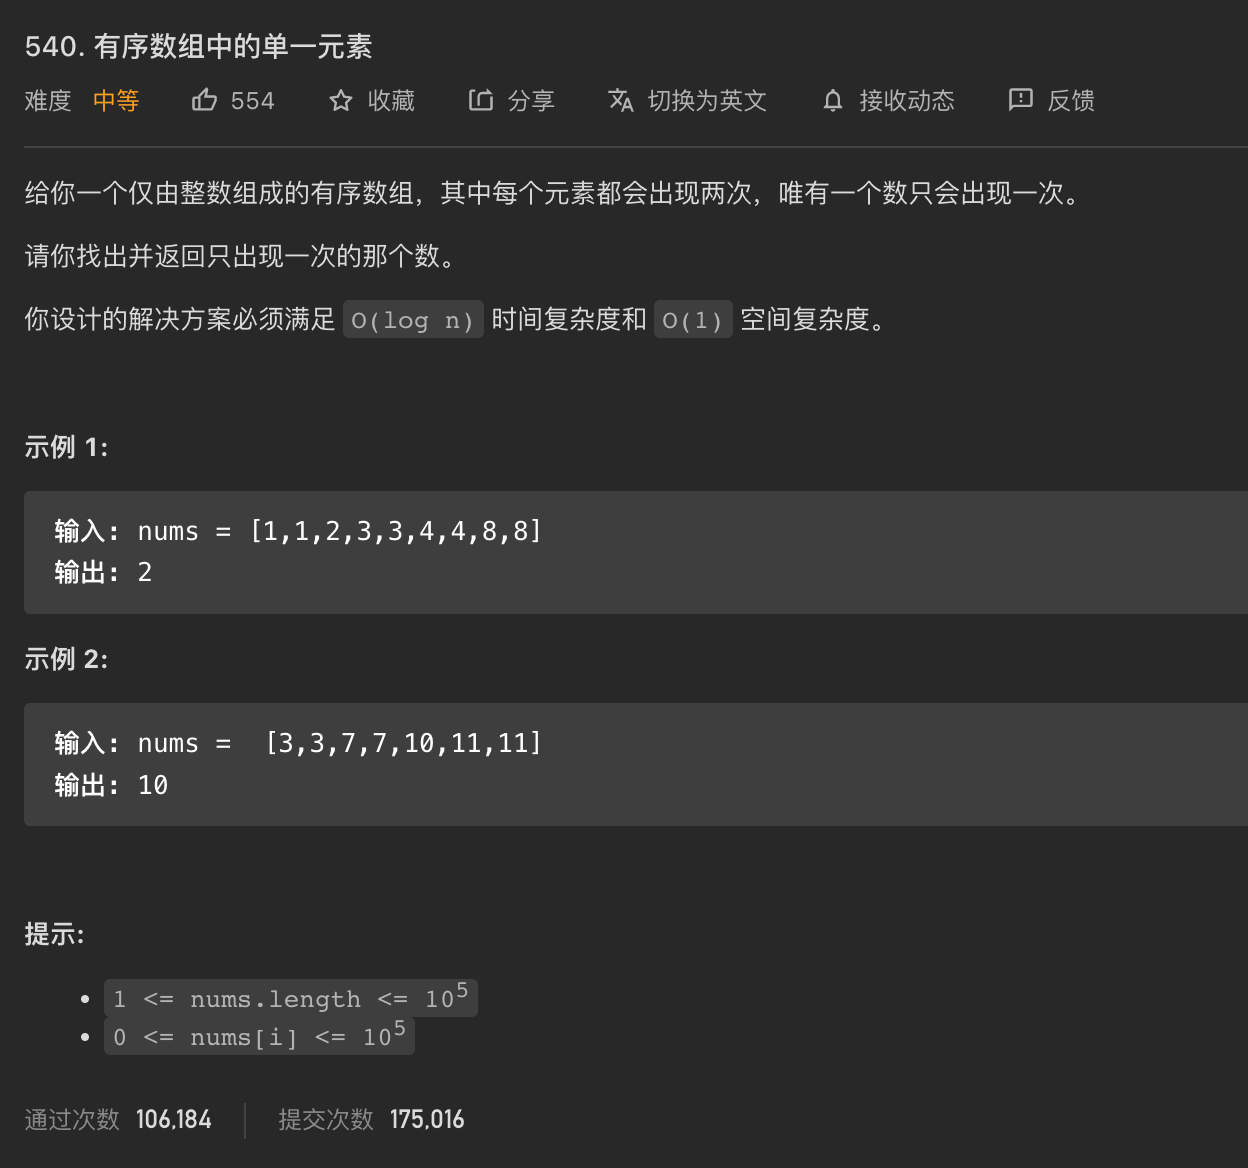 540. 有序数组中的单一元素
难度 中等 554 收藏 分享 切换为英文 接收动态 反馈
给你一个仅由整数组成的有序数组，其中每个元素都会出现两次，唯有一个数只会出现一次。
请你找出并返回只出现一次的那个数。
你设计的解决方案必须满足 O(log n) 时间复杂度和 O(1) 空间复杂度。
示例 1:
输入: nums = [1,1,2,3,3,4,4,8,8]
输出: 2
示例 2:
输入: nums =  [3,3,7,7,10,11,11]
输出: 10
提示:
• 1 <= nums.length <= 10⁵
• 0 <= nums[i] <= 10⁵
通过次数 106,184 提交次数 175,016